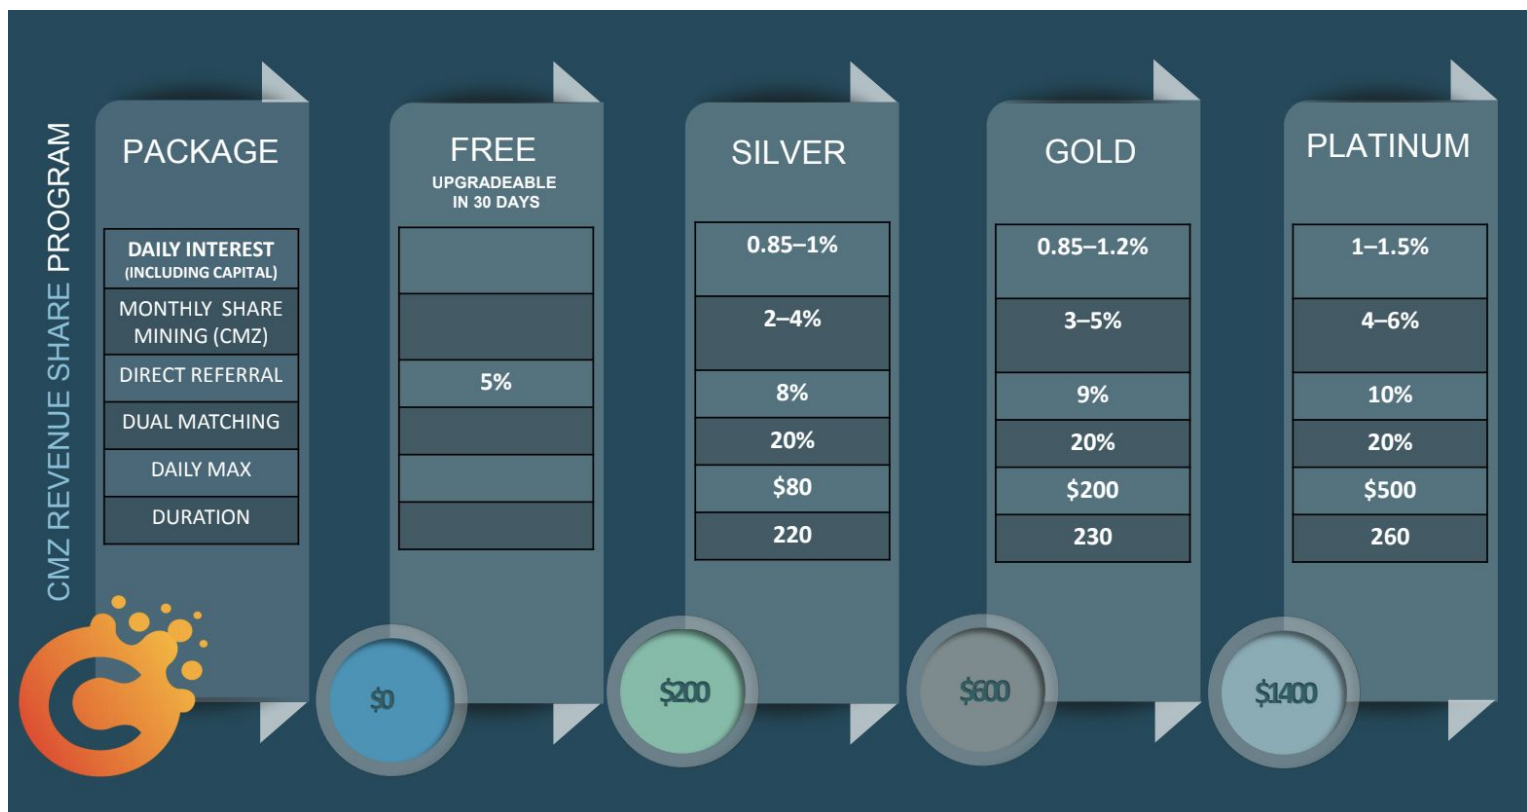 CMZ REVENUE SHARE PROGRAM
PACKAGE
DAILY INTEREST
(INCLUDING CAPITAL)
MONTHLY SHARE
MINING (CMZ)
DIRECT REFERRAL
DUAL MATCHING
DAILY MAX
DURATION
FREE
UPGRADEABLE
IN 30 DAYS
5%
$0
SILVER
0.85–1%
2–4%
8%
20%
$80
220
$200
GOLD
0.85–1.2%
3–5%
9%
20%
$200
230
$600
PLATINUM
1–1.5%
4–6%
10%
20%
$500
260
$1400